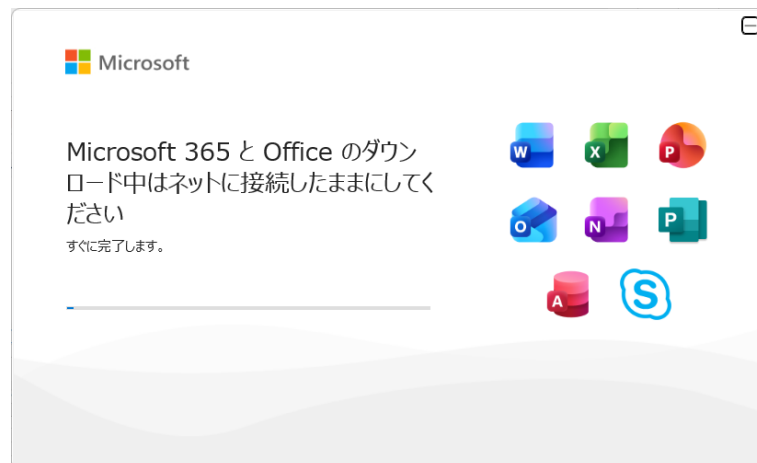 Microsoft
Microsoft 365 と Office のダウン
ロード中はネットに接続したままにしてく
ださい
すぐに完了します。
W
X
P
O
N
P
A
S